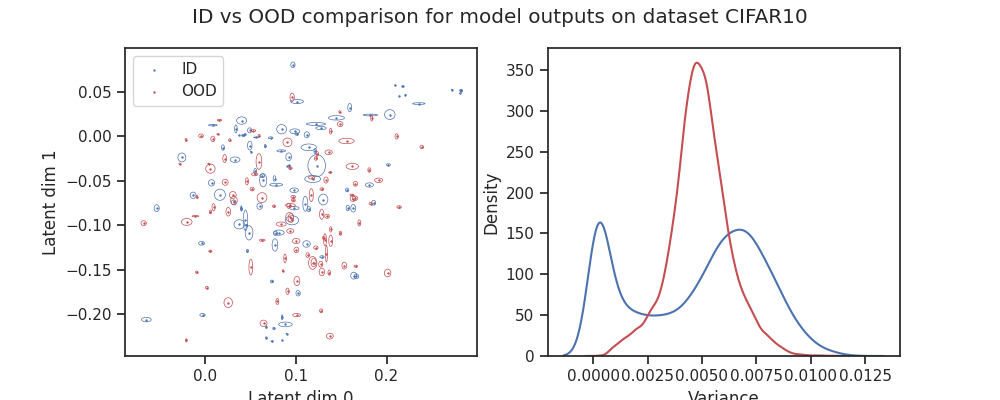 ID vs OOD comparison for model outputs on dataset CIFAR10
ID
OOD
0.05
0.00
−0.05
−0.10
−0.15
−0.20
Latent dim 1
0.0 0.1 0.2
Latent dim 0
350
300
250
200
150
100
50
0
Density
0.0000 0.0025 0.0050 0.0075 0.0100 0.0125
Variance